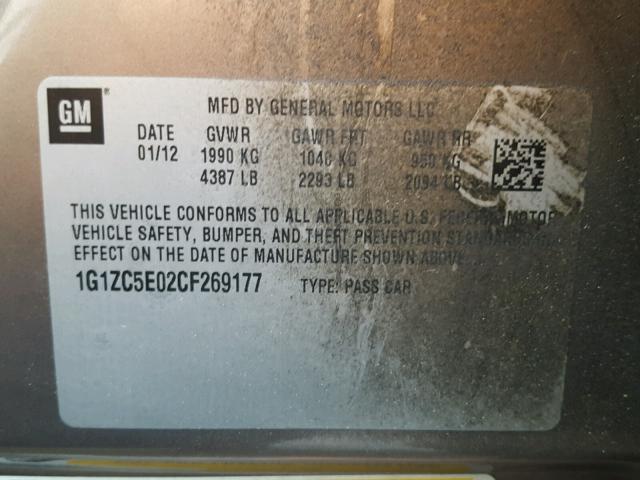 GM
MFD BY GENERAL MOTORS LLC
DATE GVWR GAWR FRT GAWR RR
01/12 1990 KG 1040 KG 950 KG
4387 LB 2293 LB 2094 LB
THIS VEHICLE CONFORMS TO ALL APPLICABLE U.S. FEDERAL MOTOR
VEHICLE SAFETY, BUMPER, AND THEFT PREVENTION STANDARDS IN
EFFECT ON THE DATE OF MANUFACTURE SHOWN ABOVE.
1G1ZC5E02CF269177 TYPE: PASS CAR